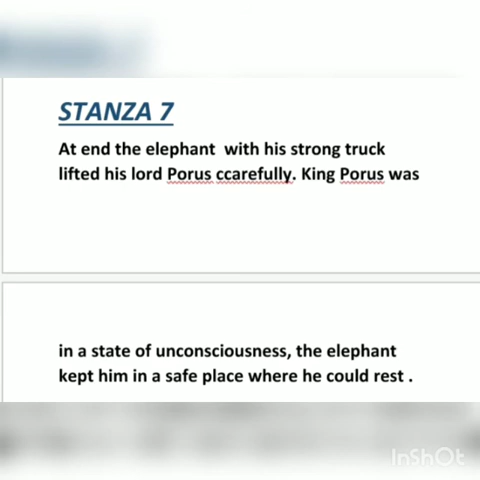 STANZA 7
At end the elephant with his strong truck
lifted his lord Porus ccarefully. King Porus was
in a state of unconsciousness, the elephant
kept him in a safe place where he could rest .
InShOt